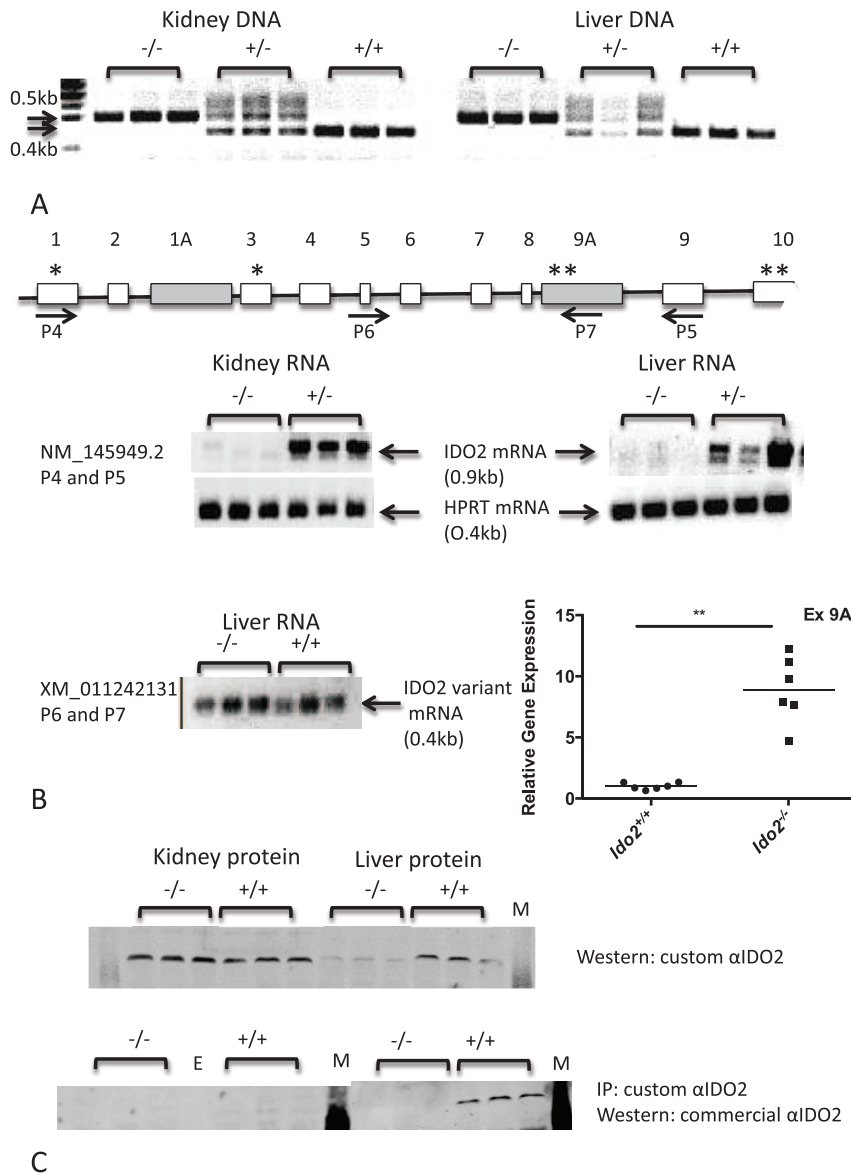 Kidney DNA
Liver DNA
-/-
+/-
+/+
-/-
+/-
+/+
0.5kb
0.4kb
A
1 2 1A 3 4 5 6 7 8 9A 9 10
* * ** **
P4 P6 P7 P5
Kidney RNA
Liver RNA
-/-
+/-
-/-
+/-
NM_145949.2
P4 and P5
IDO2 mRNA
(0.9kb)
HPRT mRNA
(O.4kb)
Liver RNA
-/-
+/+
XM_011242131
P6 and P7
IDO2 variant
mRNA
(0.4kb)
15
10
5
0
Relative Gene Expression
**
Ex 9A
Ido2+/+
Ido2-/-
B
Kidney protein
Liver protein
-/-
+/+
-/-
+/+
M
Western: custom αIDO2
-/-
E
+/+
M
-/-
+/+
M
IP: custom αIDO2
Western: commercial αIDO2
C